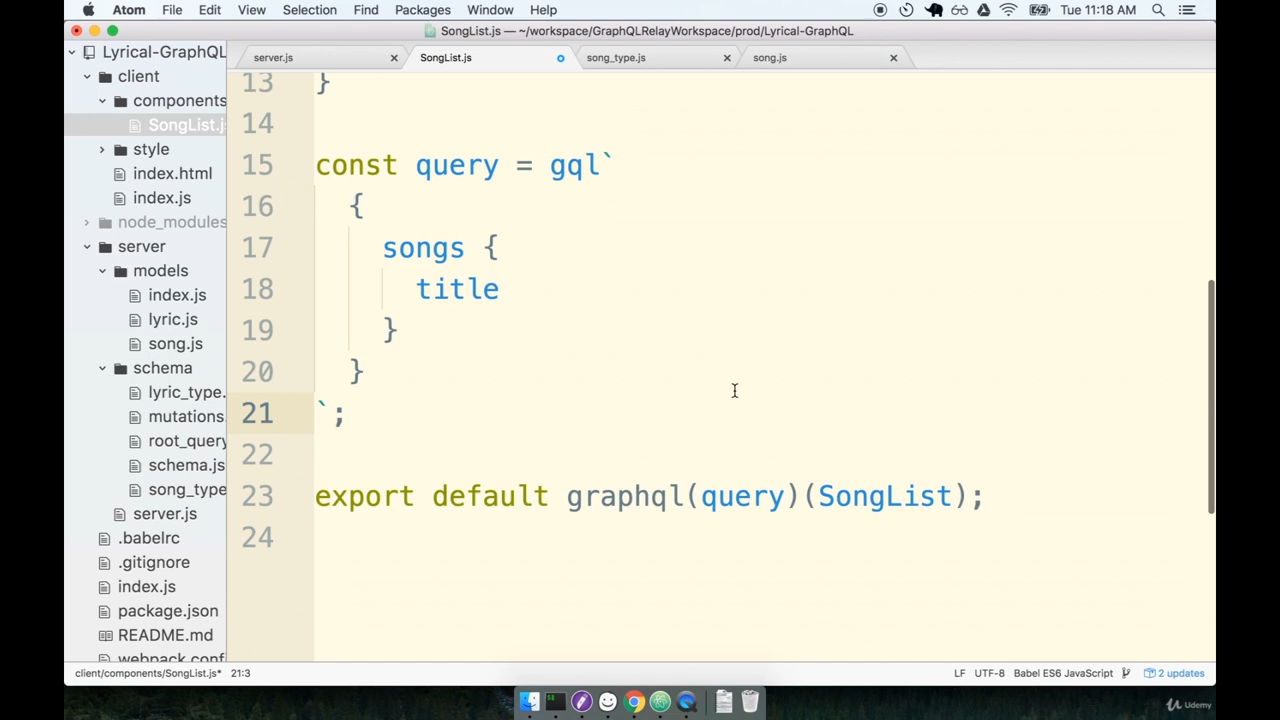 Atom File Edit View Selection Find Packages Window Help Tue 11:18 AM
SongList.js — ~/workspace/GraphQLRelayWorkspace/prod/Lyrical-GraphQL
Lyrical-GraphQL
client
components
SongList.j
style
index.html
index.js
node_modules
server
models
index.js
lyric.js
song.js
schema
lyric_type.
mutations.
root_query
schema.js
song_type
server.js
.babelrc
.gitignore
index.js
package.json
README.md
webpack.conf
server.js SongList.js song_type.js song.js
13 }
14
15 const query = gql`
16 {
17 songs {
18 title
19 }
20 }
21 `;
22
23 export default graphql(query)(SongList);
24
client/components/SongList.js* 21:3 LF UTF-8 Babel ES6 JavaScript 2 updates
Udemy